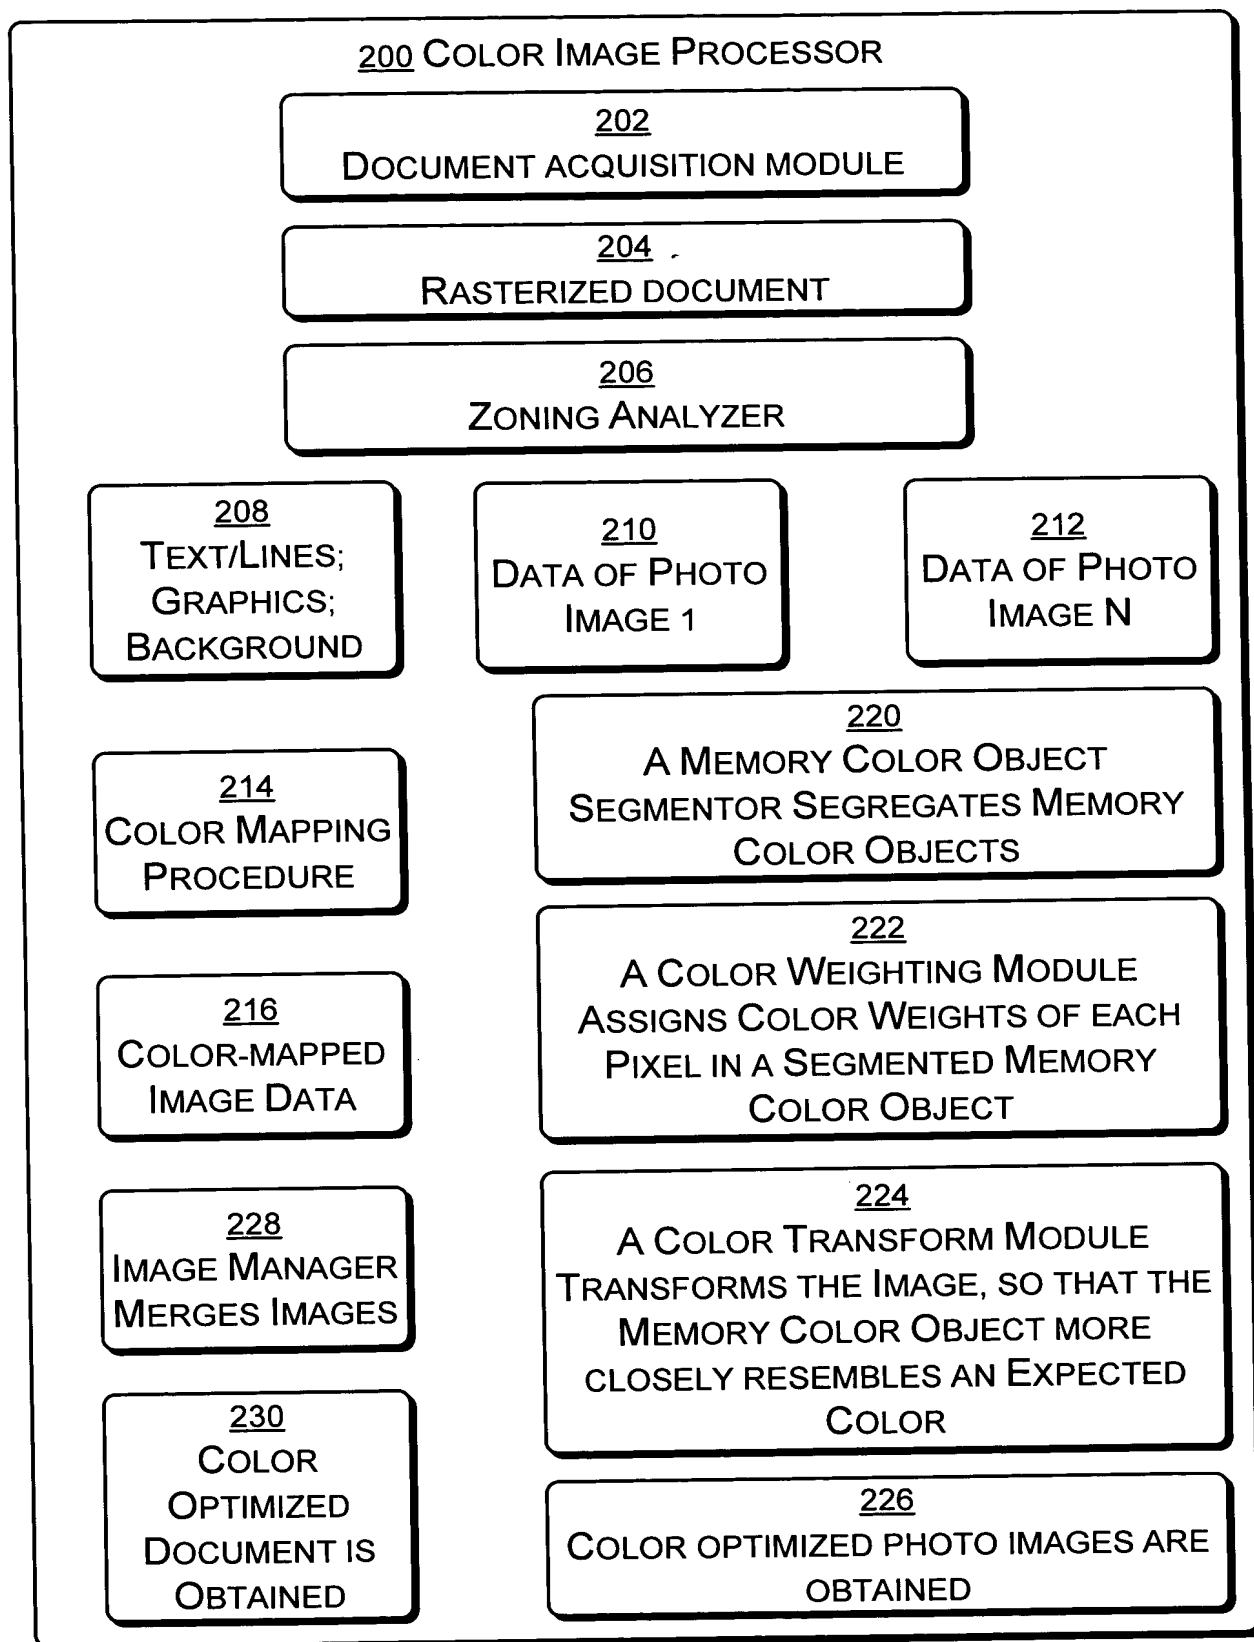 200 COLOR IMAGE PROCESSOR
202
DOCUMENT ACQUISITION MODULE
204
RASTERIZED DOCUMENT
206
ZONING ANALYZER
208
TEXT/LINES;
GRAPHICS;
BACKGROUND
210
DATA OF PHOTO
IMAGE 1
212
DATA OF PHOTO
IMAGE N
214
COLOR MAPPING
PROCEDURE
216
COLOR-MAPPED
IMAGE DATA
228
IMAGE MANAGER
MERGES IMAGES
230
COLOR
OPTIMIZED
DOCUMENT IS
OBTAINED
220
A MEMORY COLOR OBJECT
SEGMENTOR SEGREGATES MEMORY
COLOR OBJECTS
222
A COLOR WEIGHTING MODULE
ASSIGNS COLOR WEIGHTS OF EACH
PIXEL IN A SEGMENTED MEMORY
COLOR OBJECT
224
A COLOR TRANSFORM MODULE
TRANSFORMS THE IMAGE, SO THAT THE
MEMORY COLOR OBJECT MORE
CLOSELY RESEMBLES AN EXPECTED
COLOR
226
COLOR OPTIMIZED PHOTO IMAGES ARE
OBTAINED